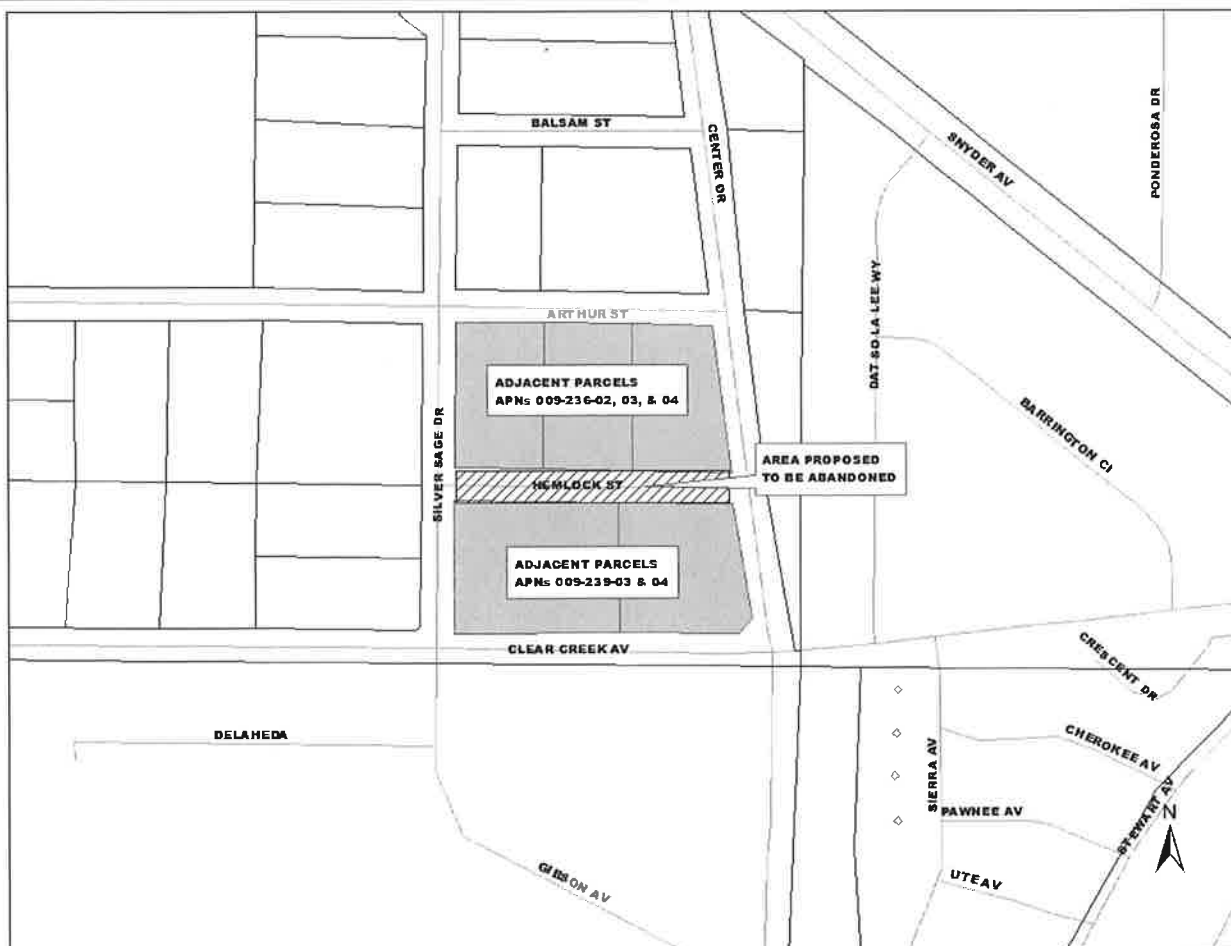 BALSAM ST
CENTER DR
SNYDER AV
PONDEROSA DR
ARTHUR ST
DAT SO LA LEE WY
ADJACENT PARCELS
APNs 009-236-02, 03, & 04
BARRINGTON CI
SILVER SAGE DR
AREA PROPOSED
TO BE ABANDONED
HEMLOCK ST
ADJACENT PARCELS
APNs 009-239-03 & 04
CLEAR CREEK AV
CRESCENT DR
DELAHEDA
CHEROKEE AV
SIERRA AV
STEWART AV
N
PAWNEE AV
GIBSON AV
UTE AV